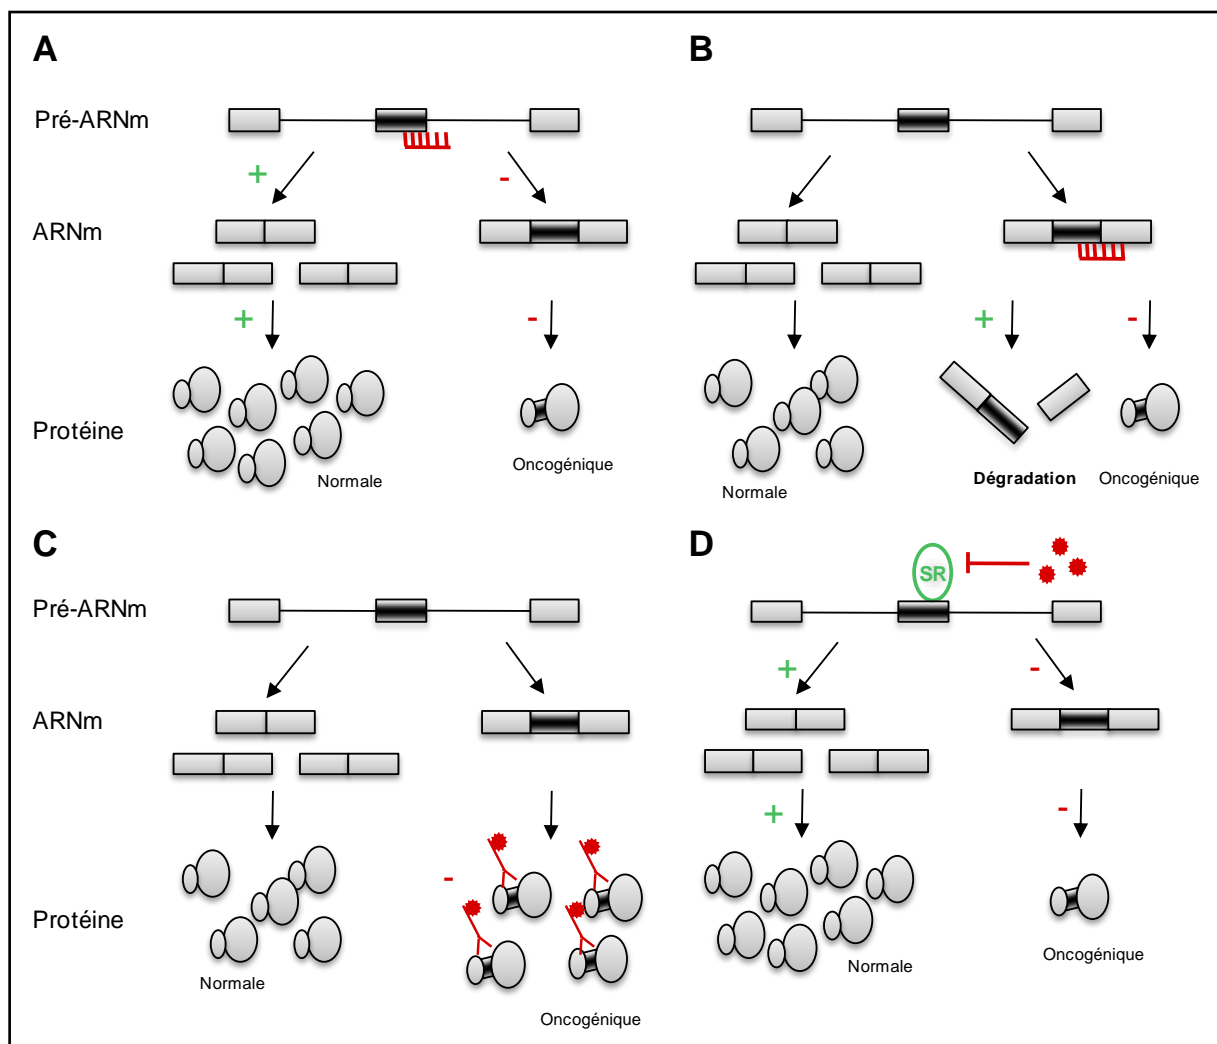 A
B
Pré-ARNm
+
-
ARNm
+
-
+
-
Protéine
Normale
Oncogénique
Normale
Dégradation
Oncogénique
C
D
SR
Pré-ARNm
+
-
ARNm
+
-
-
Protéine
Normale
Oncogénique
Normale
Oncogénique